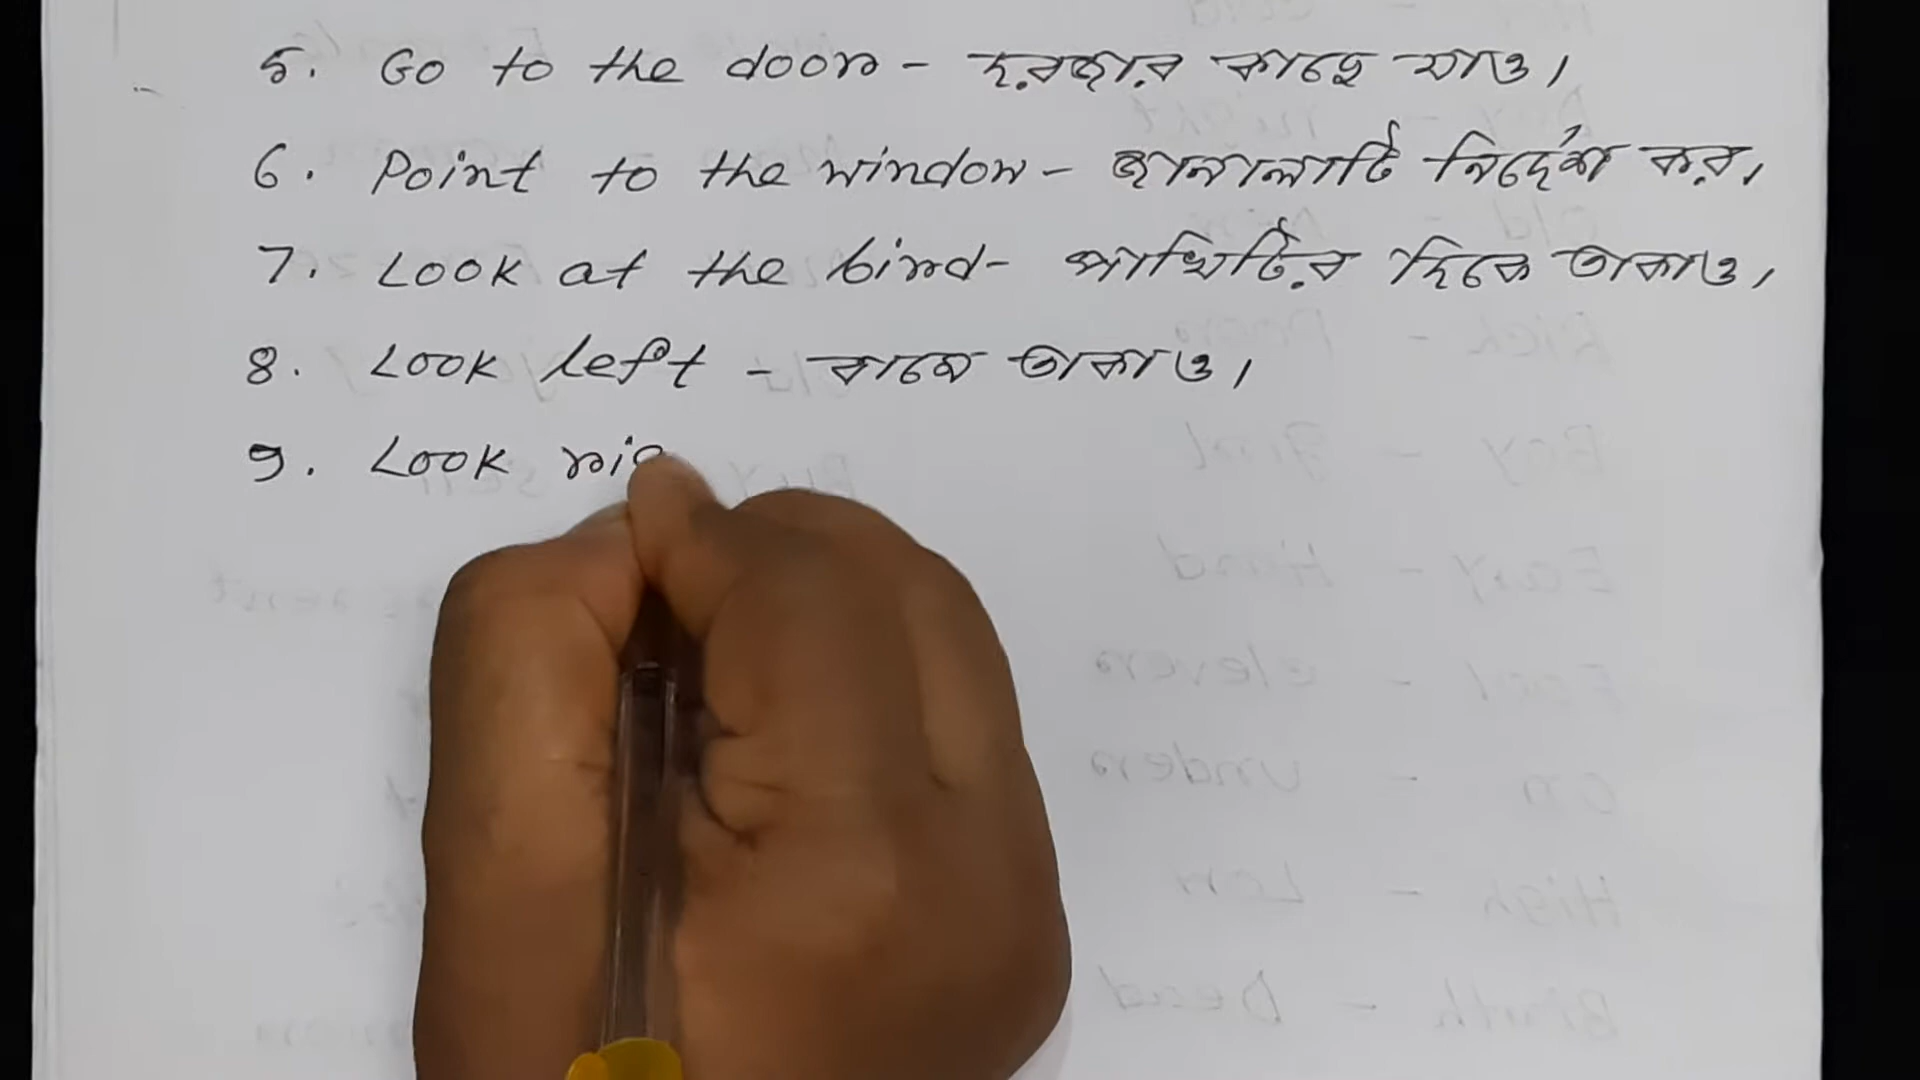 5. Go to the door - দরজার কাছে যাও।
6. Point to the window - জানালাটি নির্দেশ কর।
7. Look at the bird - পাখিটির দিকে তাকাও।
8. Look left - বামে তাকাও।
9. Look rig